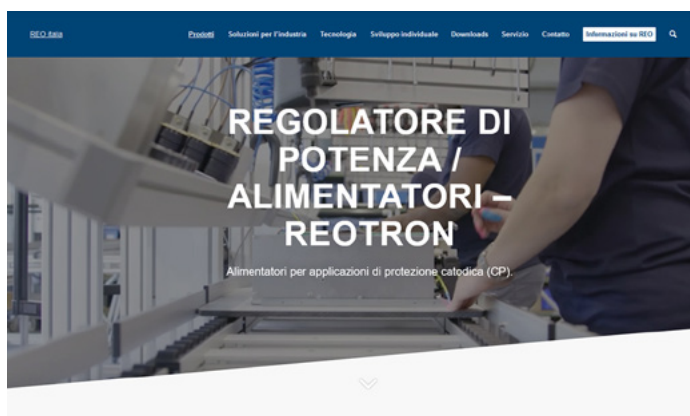 REO Italia
Prodotti Soluzioni per l'industria Tecnologia Sviluppo individuale Downloads Servizio Contatto Informazioni su REO
REGOLATORE DI
POTENZA /
ALIMENTATORI –
REOTRON
Alimentatori per applicazioni di protezione catodica (CP).